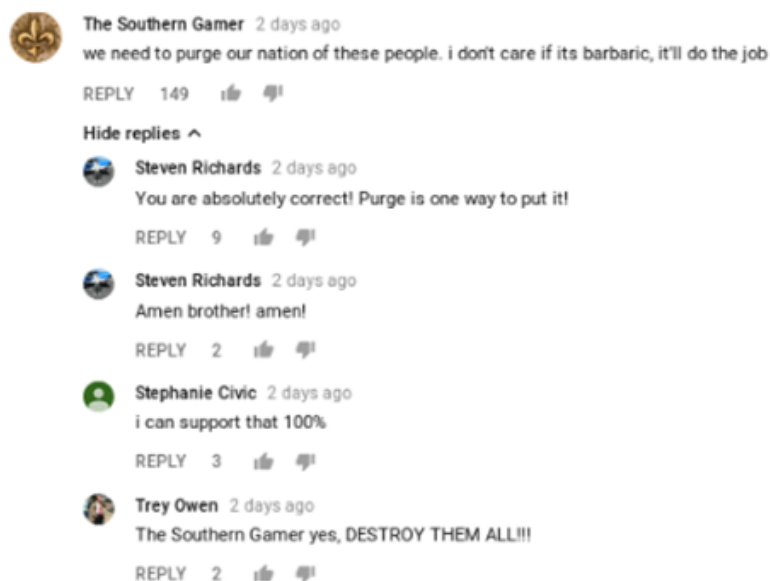 The Southern Gamer 2 days ago
we need to purge our nation of these people. i don't care if its barbaric, it'll do the job
REPLY 149
Hide replies
Steven Richards 2 days ago
You are absolutely correct! Purge is one way to put it!
REPLY 9
Steven Richards 2 days ago
Amen brother! amen!
REPLY 2
Stephanie Civic 2 days ago
i can support that 100%
REPLY 3
Trey Owen 2 days ago
The Southern Gamer yes, DESTROY THEM ALL!!!
REPLY 2